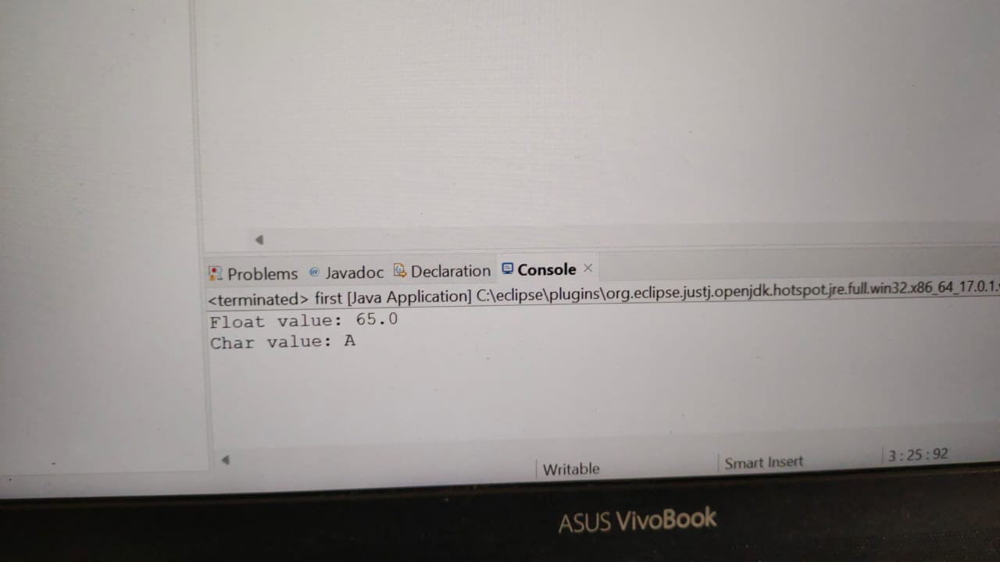 Problems @ Javadoc Declaration Console
<terminated> first [Java Application] C:\eclipse\plugins\org.eclipse.justj.openjdk.hotspot.jre.full.win32.x86_64_17.0.1.
Float value: 65.0
Char value: A
Writable Smart Insert 3 : 25 : 92
ASUS VivoBook